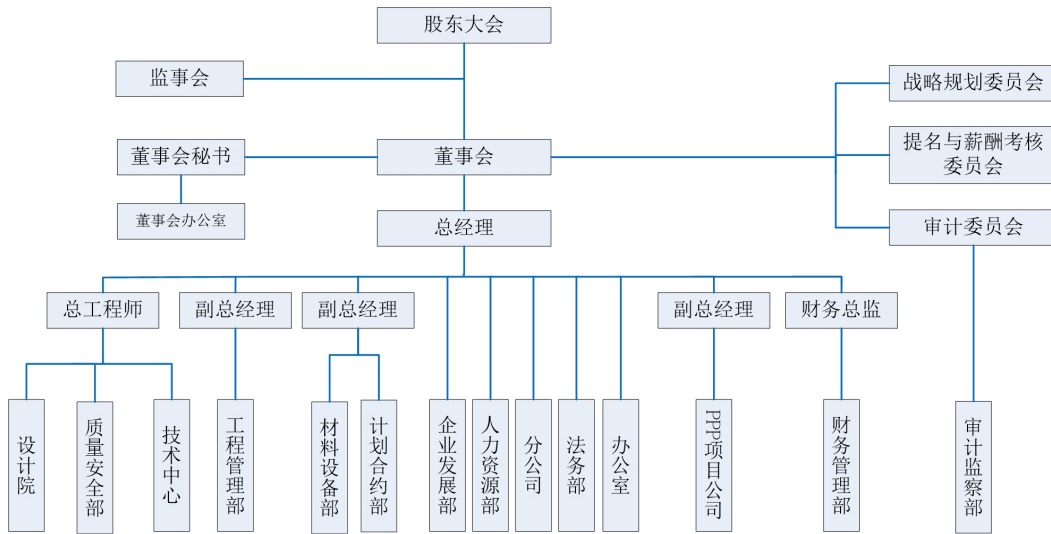 股东大会
监事会
战略规划委员会
董事会秘书
董事会
提名与薪酬考核
委员会
董事会办公室
总经理
审计委员会
总工程师
副总经理
副总经理
副总经理
财务总监
设计院
质量安全部
技术中心
工程管理部
材料设备部
计划合约部
企业发展部
人力资源部
分公司
法务部
办公室
PPP项目公司
财务管理部
审计监察部